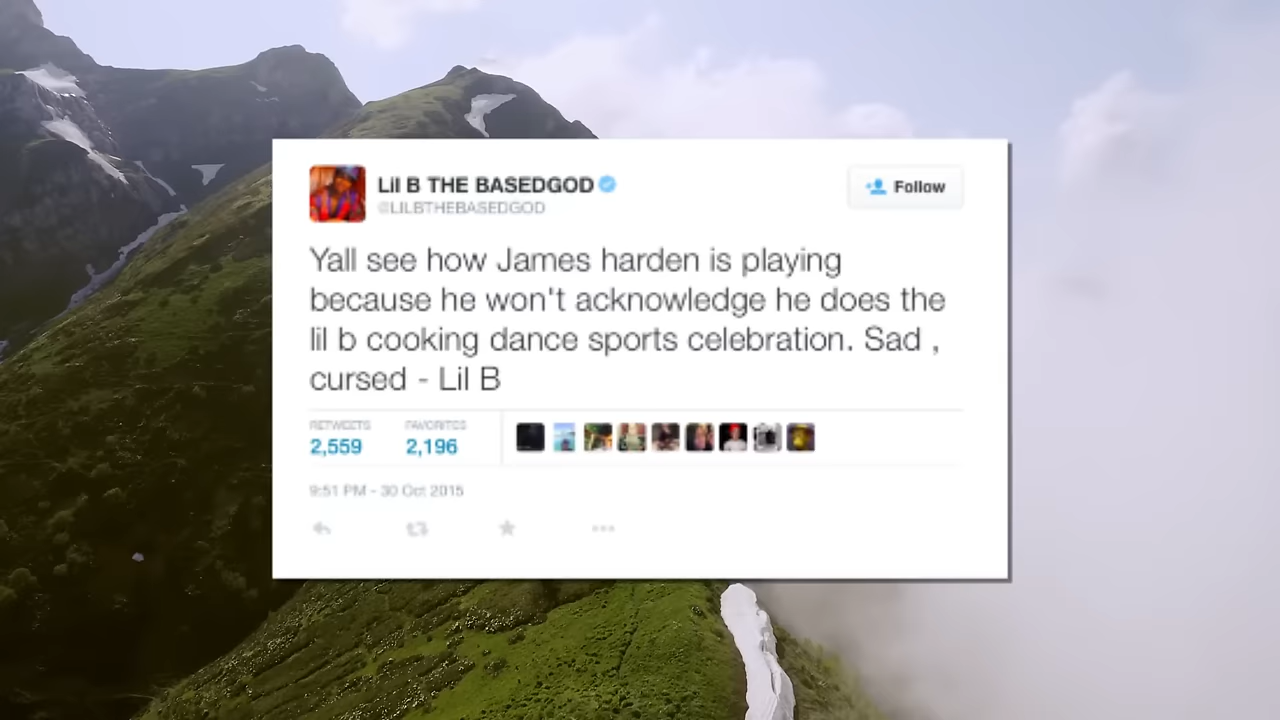 Lil B THE BASEDGOD
@LILBTHEBASEDGOD
Follow
Yall see how James harden is playing
because he won't acknowledge he does the
lil b cooking dance sports celebration. Sad ,
cursed - Lil B
RETWEETS FAVORITES
2,559 2,196
9:51 PM - 30 Oct 2015